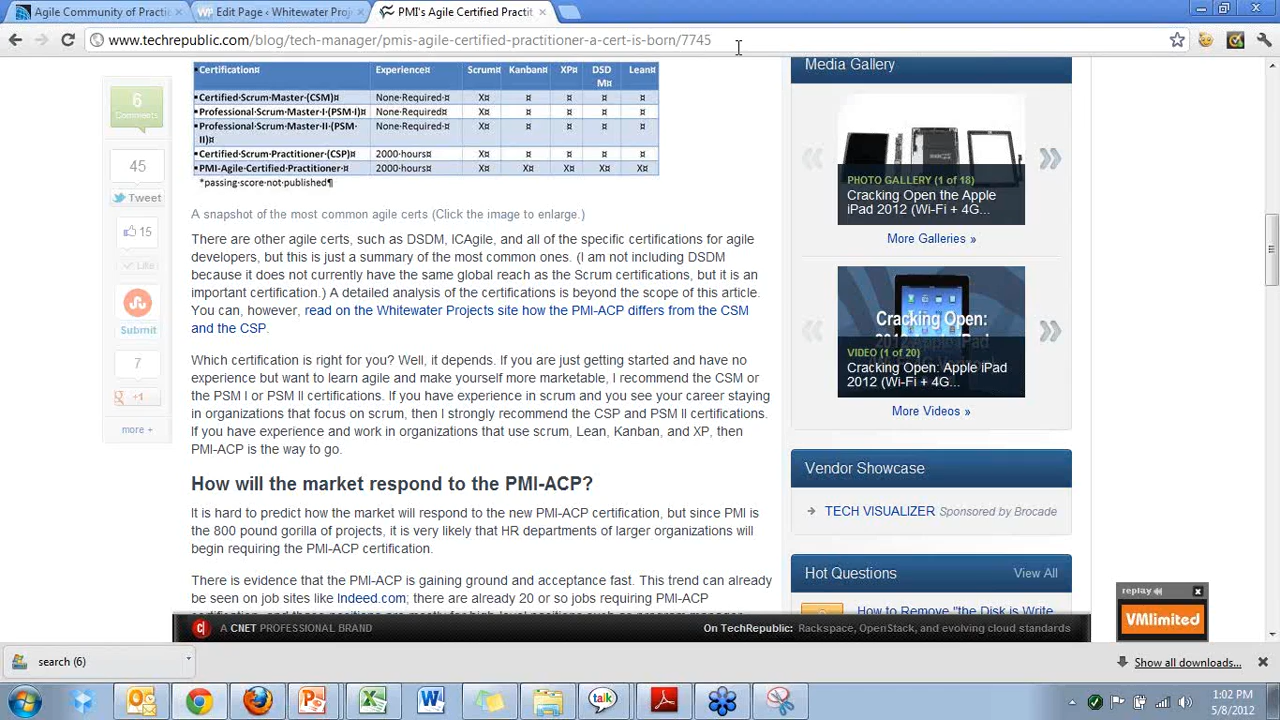 Agile Community of Practi
Edit Page ‹ Whitewater Proj
PMI's Agile Certified Practit
www.techrepublic.com/blog/tech-manager/pmis-agile-certified-practitioner-a-cert-is-born/7745
6
Comments
45
Tweet
15
Like
Submit
7
+1
more +
Certification¤ Experience¤ Scrum¤ Kanban¤ XP¤ DSD M¤ Lean¤
Certified·Scrum·Master·(CSM)¤ None·Required·¤ X¤ ¤ ¤ ¤ ¤
Professional·Scrum·Master·I·(PSM·I)¤ None·Required¤ X¤ ¤ ¤ ¤ ¤
Professional·Scrum·Master·II·(PSM· None·Required¤ X¤ ¤ ¤ ¤ ¤
II)¤
Certified·Scrum·Practitioner·(CSP)¤ 2000·hours¤ X¤ ¤ ¤ ¤ ¤
PMI-Agile·Certified·Practitioner·¤ 2000·hours¤ X¤ X¤ X¤ X¤ X¤
*passing·score·not·published¶
A snapshot of the most common agile certs (Click the image to enlarge.)
There are other agile certs, such as DSDM, ICAgile, and all of the specific certifications for agile
developers, but this is just a summary of the most common ones. (I am not including DSDM
because it does not currently have the same global reach as the Scrum certifications, but it is an
important certification.) A detailed analysis of the certifications is beyond the scope of this article.
You can, however, read on the Whitewater Projects site how the PMI-ACP differs from the CSM
and the CSP.
Which certification is right for you? Well, it depends. If you are just getting started and have no
experience but want to learn agile and make yourself more marketable, I recommend the CSM or
the PSM I or PSM II certifications. If you have experience in scrum and you see your career staying
in organizations that focus on scrum, then I strongly recommend the CSP and PSM II certifications.
If you have experience and work in organizations that use scrum, Lean, Kanban, and XP, then
PMI-ACP is the way to go.
How will the market respond to the PMI-ACP?
It is hard to predict how the market will respond to the new PMI-ACP certification, but since PMI is
the 800 pound gorilla of projects, it is very likely that HR departments of larger organizations will
begin requiring the PMI-ACP certification.
There is evidence that the PMI-ACP is gaining ground and acceptance fast. This trend can already
be seen on job sites like Indeed.com; there are already 20 or so jobs requiring PMI-ACP
Media Gallery
PHOTO GALLERY (1 of 18)
Cracking Open the Apple
iPad 2012 (Wi-Fi + 4G...
More Galleries »
Cracking Open:
2012 Apple iPad
VIDEO (1 of 20)
Cracking Open: Apple iPad
2012 (Wi-Fi + 4G...
More Videos »
Vendor Showcase
TECH VISUALIZER Sponsored by Brocade
Hot Questions View All
How to Remove "the Disk is Write
replay
VMlimited
A CNET PROFESSIONAL BRAND
On TechRepublic: Rackspace, OpenStack, and evolving cloud standards
search (6)
Show all downloads...
talk
1:02 PM
5/8/2012